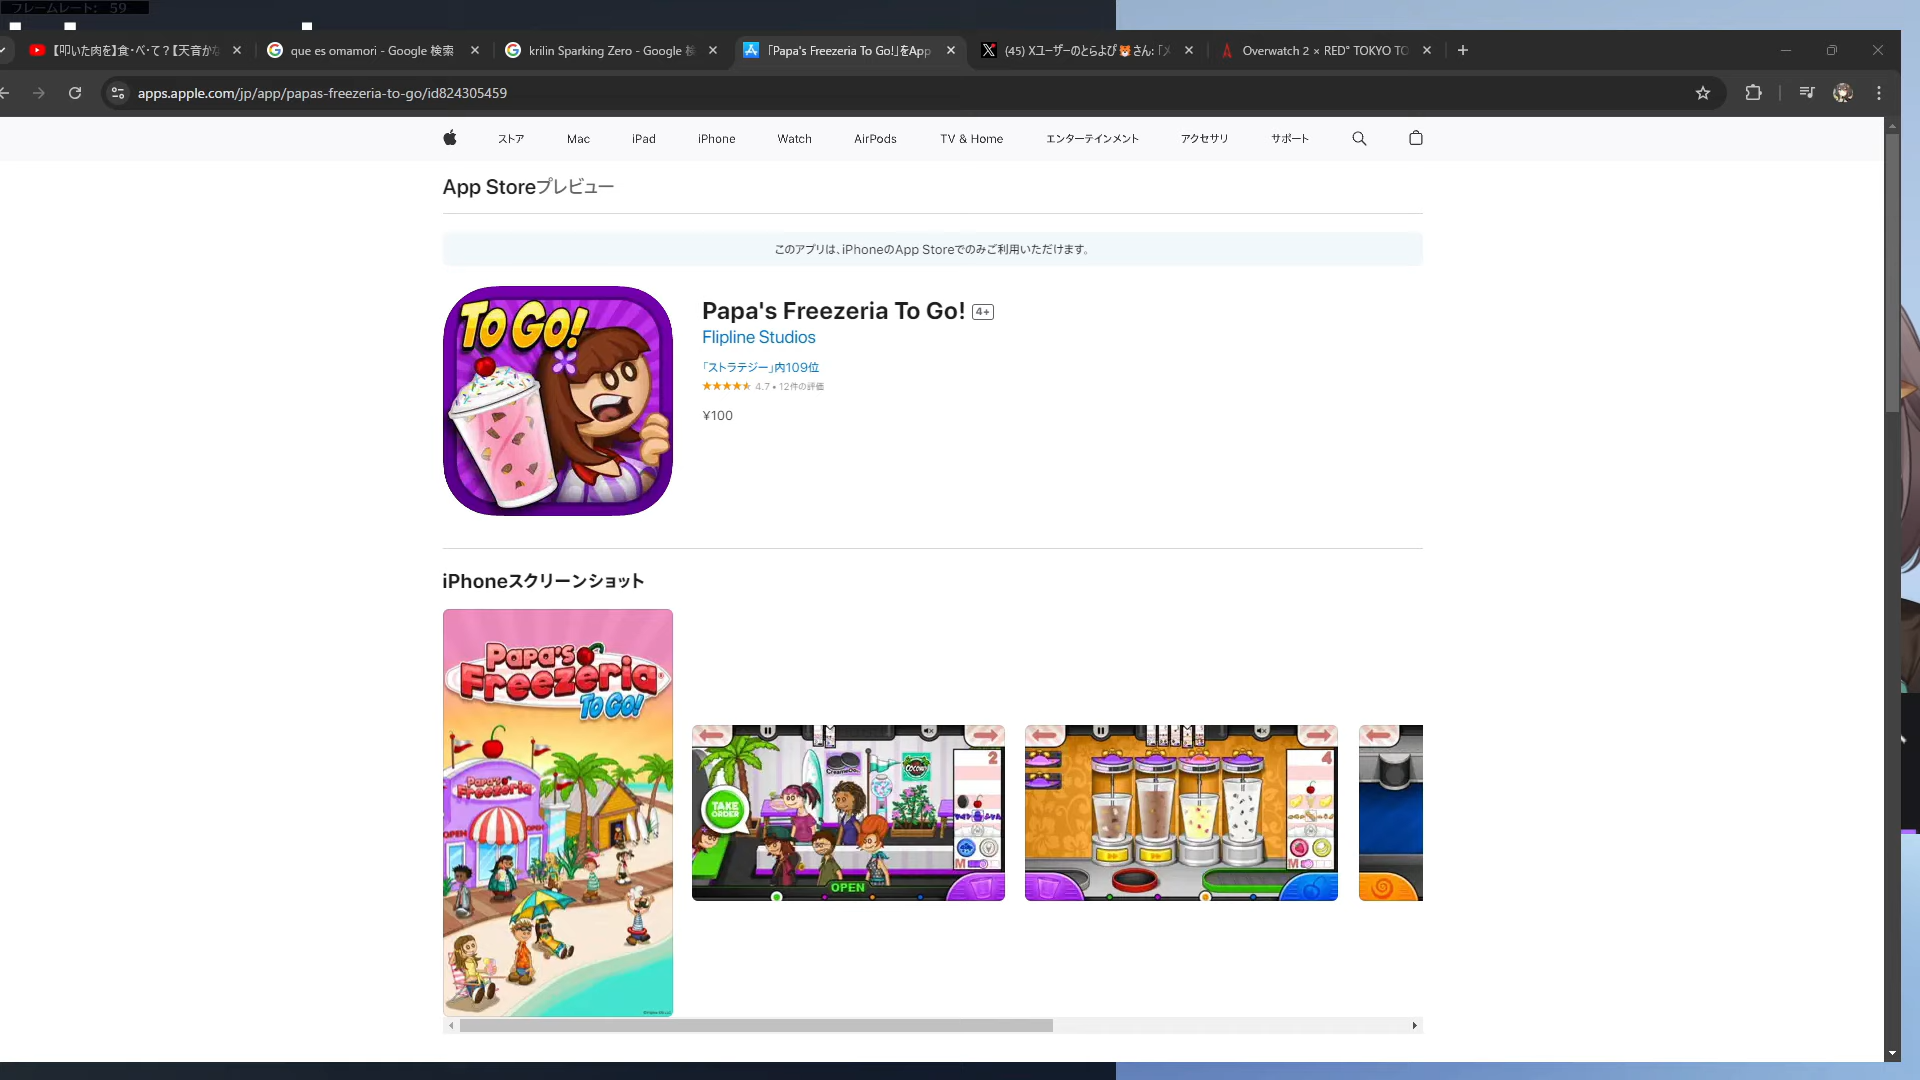 フレームレート: 59
【叩いた肉を】食・べ・て？【天音かな
que es omamori - Google 検索
krilin Sparking Zero - Google 検
「Papa's Freezeria To Go!」をApp
(45) Xユーザーのとらよぴ🐯さん: 「メ
Overwatch 2 × RED° TOKYO TO
apps.apple.com/jp/app/papas-freezeria-to-go/id824305459
ストア
Mac
iPad
iPhone
Watch
AirPods
TV & Home
エンターテインメント
アクセサリ
サポート
App Storeプレビュー
このアプリは、iPhoneのApp Storeでのみご利用いただけます。
TO GO!
Papa's Freezeria To Go! 4+
Flipline Studios
「ストラテジー」内109位
★★★★★ 4.7 • 12件の評価
¥100
iPhoneスクリーンショット
Papa's
Freezeria
TO GO!
Papa's
Freezeria
OPEN
OPEN
CreameOs
COCONU
TAKE
ORDER
2
M
OPEN
4
M